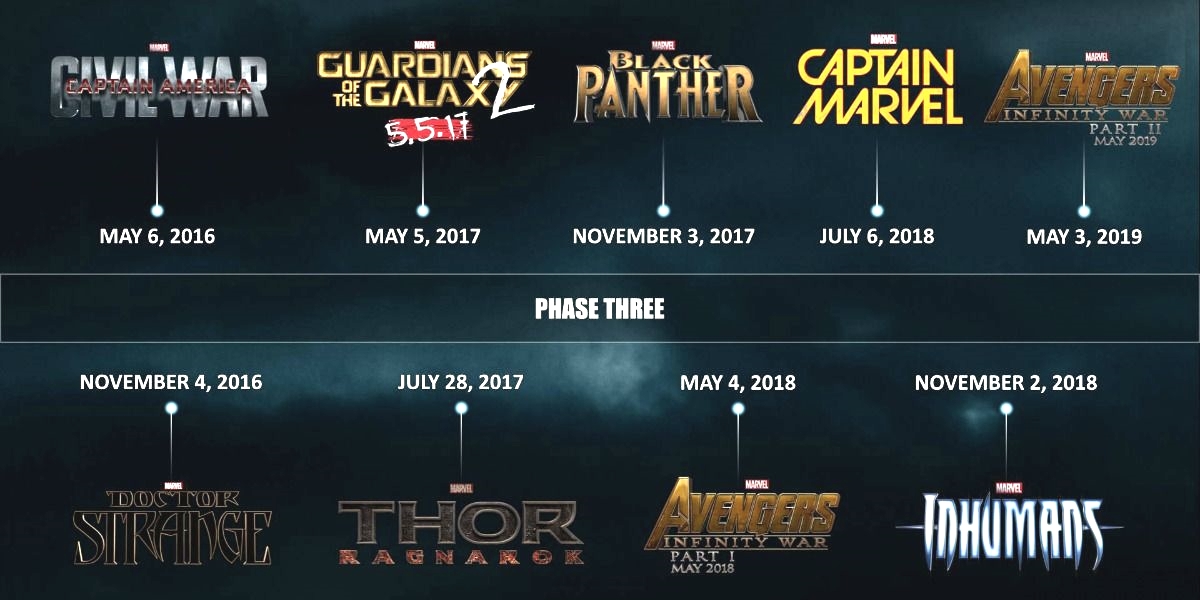 MARVEL
CIVIL WAR
CAPTAIN AMERICA
MAY 6, 2016
MARVEL
GUARDIANS
OF THE GALAXY 2
5.5.17
MAY 5, 2017
MARVEL
BLACK
PANTHER
NOVEMBER 3, 2017
MARVEL
CAPTAIN
MARVEL
JULY 6, 2018
MARVEL
AVENGERS
INFINITY WAR
PART II
MAY 2019
MAY 3, 2019
PHASE THREE
NOVEMBER 4, 2016
MARVEL
DOCTOR
STRANGE
JULY 28, 2017
MARVEL
THOR
RAGNAROK
MAY 4, 2018
MARVEL
AVENGERS
INFINITY WAR
PART I
MAY 2018
NOVEMBER 2, 2018
MARVEL
INHUMANS